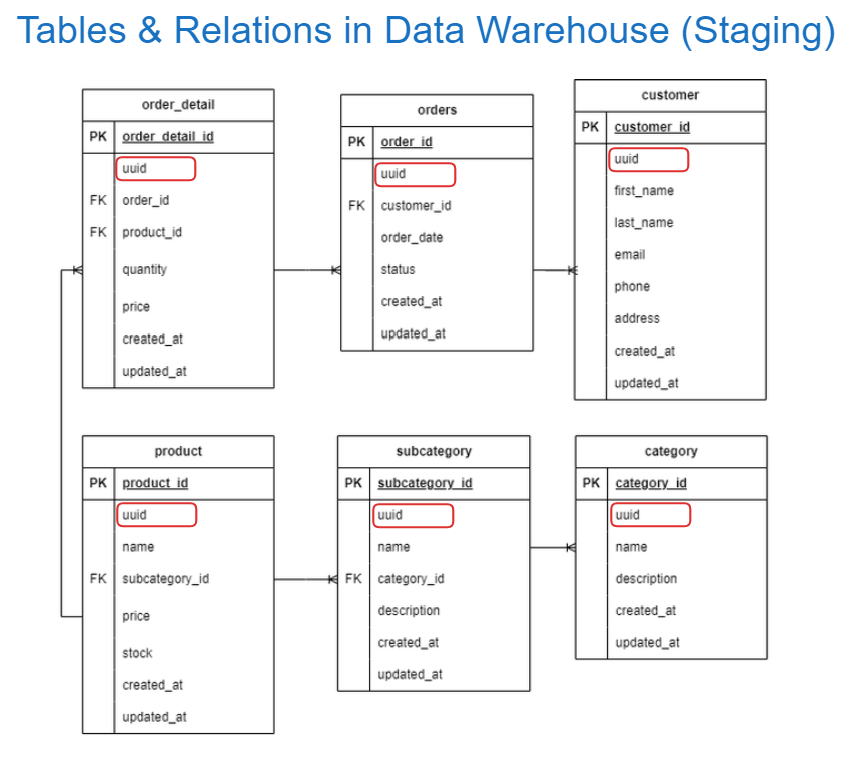 Tables & Relations in Data Warehouse (Staging)
order_detail
PK order_detail_id
uuid
FK order_id
FK product_id
quantity
price
created_at
updated_at
orders
PK order_id
uuid
FK customer_id
order_date
status
created_at
updated_at
customer
PK customer_id
uuid
first_name
last_name
email
phone
address
created_at
updated_at
product
PK product_id
uuid
name
FK subcategory_id
price
stock
created_at
updated_at
subcategory
PK subcategory_id
uuid
name
FK category_id
description
created_at
updated_at
category
PK category_id
uuid
name
description
created_at
updated_at